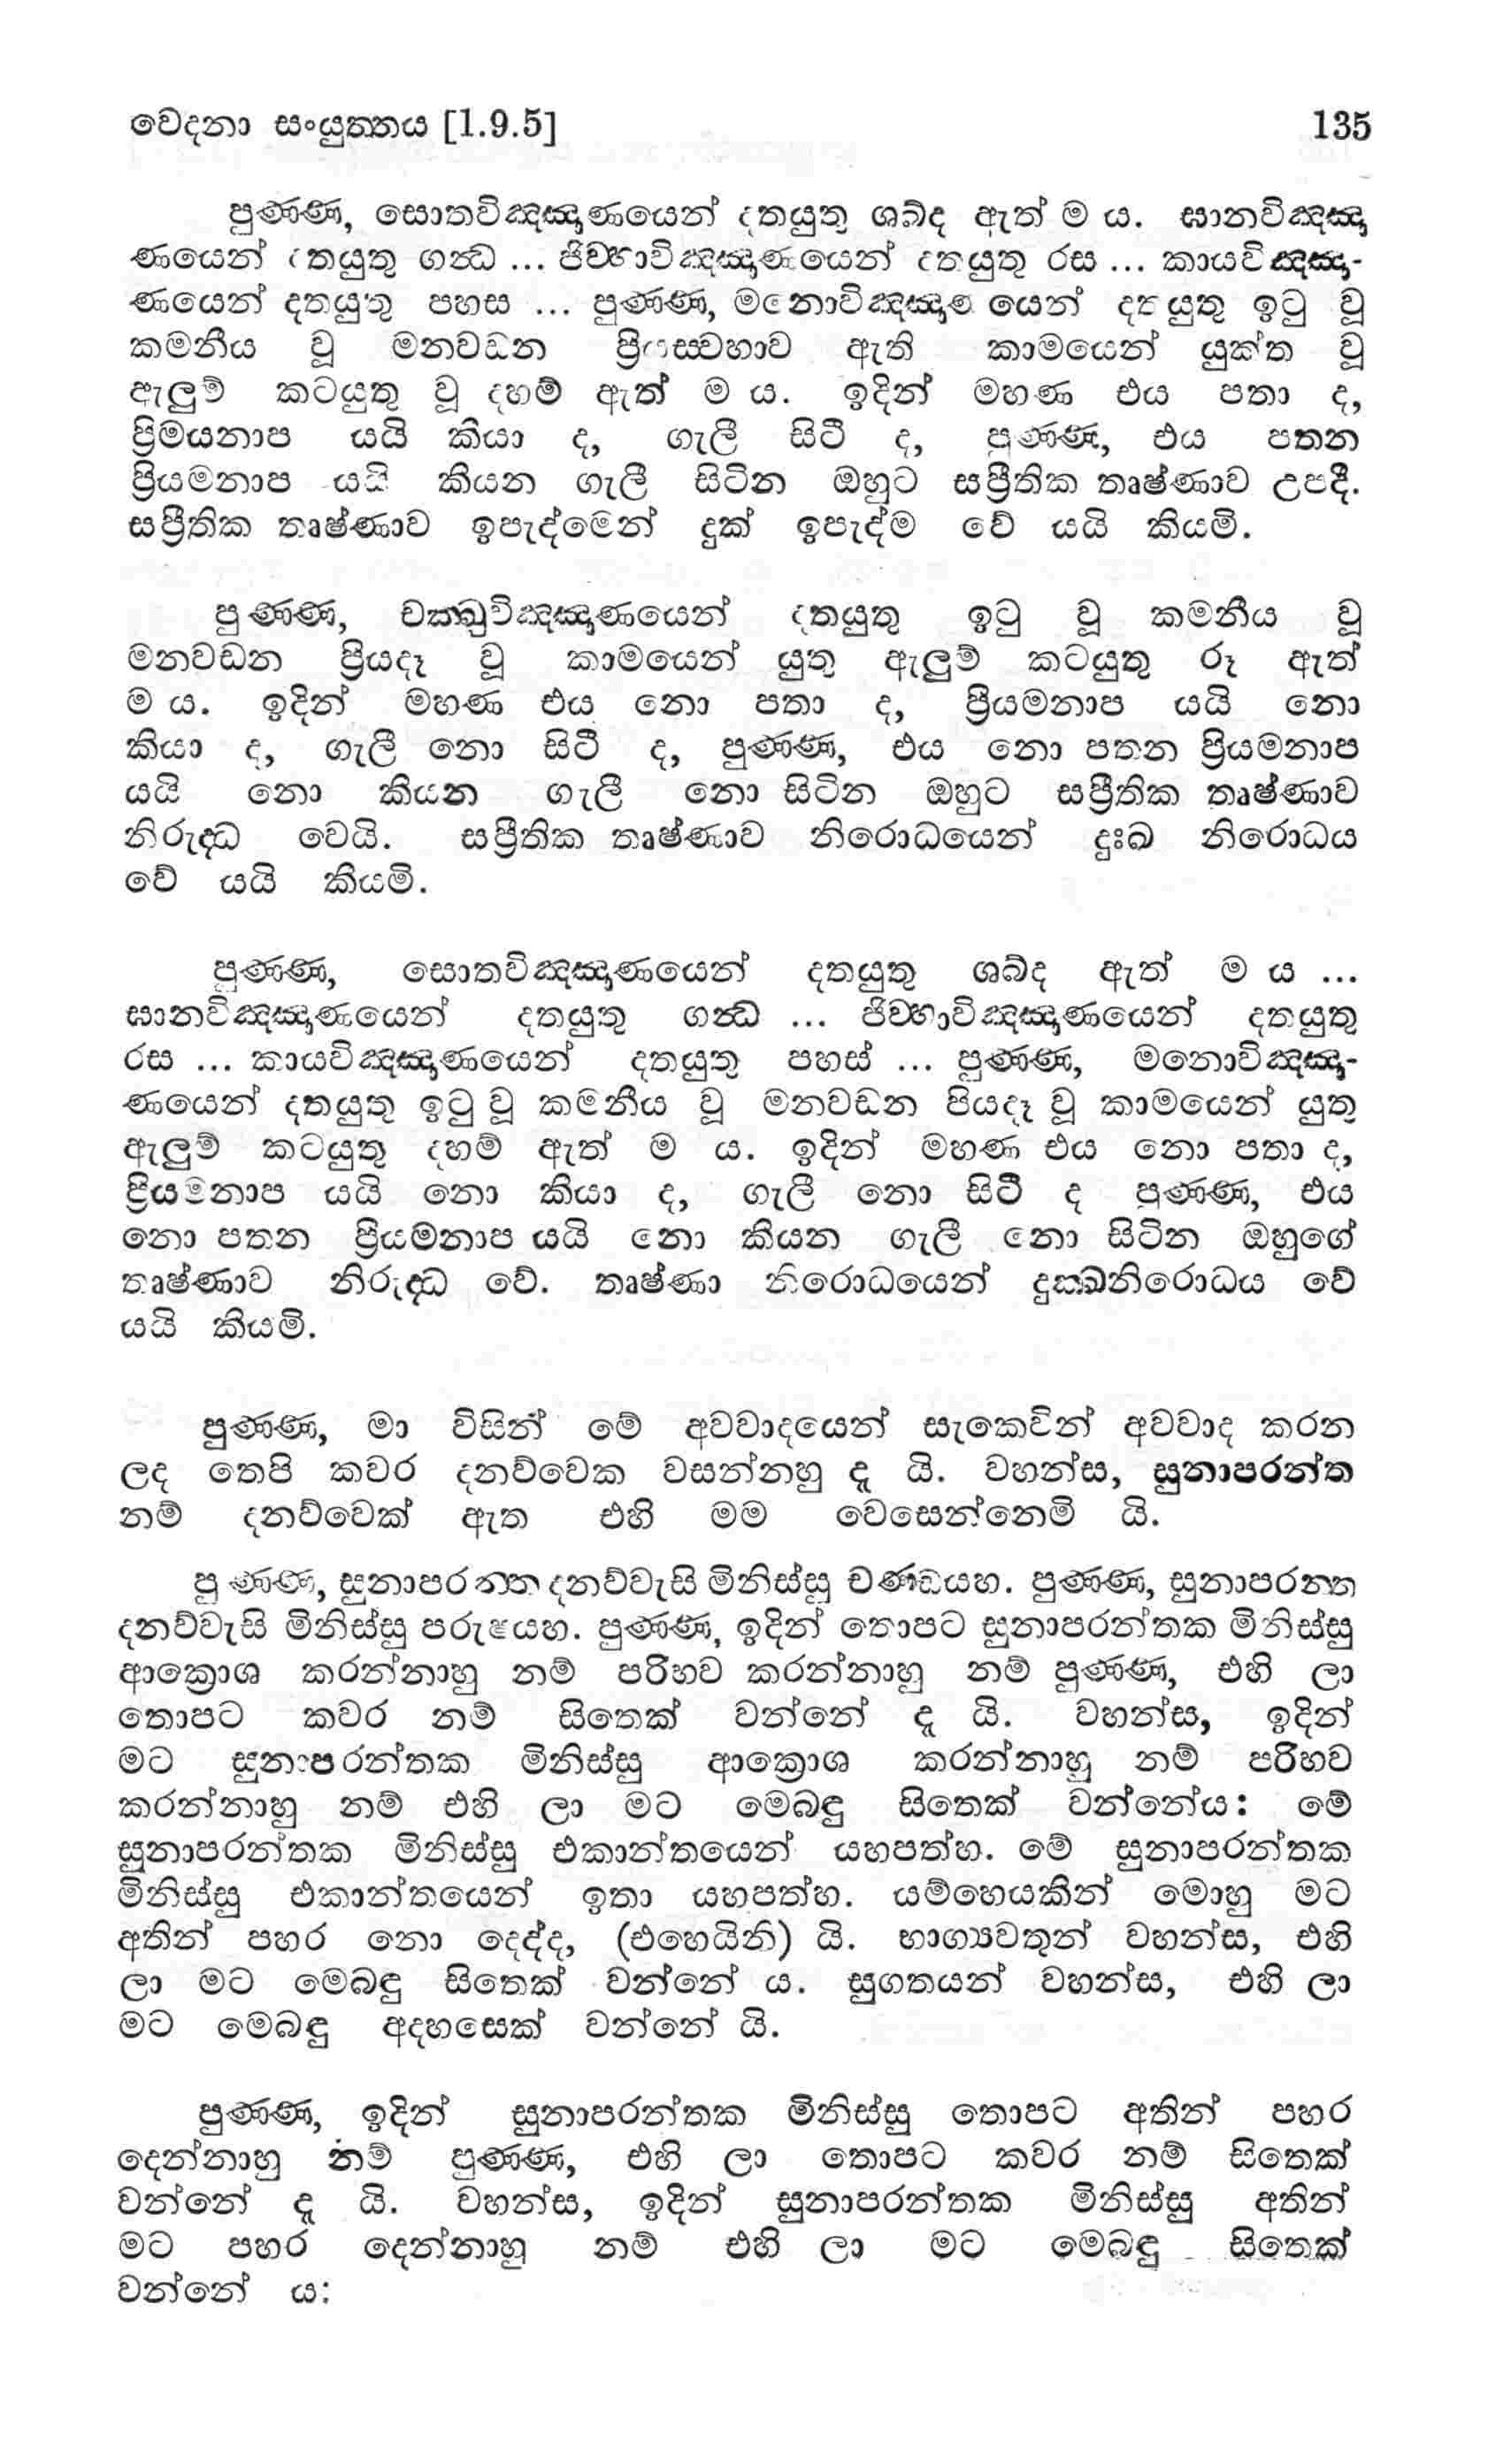 වෙදනා සංයුත්තය [1.9.5] 135
පුණ්ණ, සොතවිඤ්ඤාණයෙන් දතයුතු ශබ්ද ඇත් ම ය. ඝානවිඤ්ඤා
ණයෙන් දතයුතු ගන්ධ ... ජිව්හාවිඤ්ඤාණයෙන් දතයුතු රස ... කායවිඤ්ඤා-
ණයෙන් දතයුතු පහස ... පුණ්ණ, මනොවිඤ්ඤාණ යෙන් දතයුතු ඉටු වූ
කමනීය වූ මනවඩන ප්‍රියස්වභාව ඇති කාමයෙන් යුක්ත වූ
ඇලුම් කටයුතු වූ දහම් ඇත් ම ය. ඉදින් මහණ එය පතා ද,
ප්‍රිමයනාප යයි කියා ද, ගැලී සිටී ද, පුණ්ණ, එය පතන
ප්‍රියමනාප යයි කියන ගැලී සිටින ඔහුට සප්‍රීතික තෘෂ්ණාව උපදී.
සප්‍රීතික තෘෂ්ණාව ඉපැද්මෙන් දුක් ඉපැද්ම වේ යයි කියමි.
පුණ්ණ, චක්ඛුවිඤ්ඤාණයෙන් දතයුතු ඉටු වූ කමනීය වූ
මනවඩන ප්‍රියදෑ වූ කාමයෙන් යුතු ඇලුම් කටයුතු රූ ඇත්
ම ය. ඉදින් මහණ එය නො පතා ද, ප්‍රියමනාප යයි නො
කියා ද, ගැලී නො සිටී ද, පුණ්ණ, එය නො පතන ප්‍රියමනාප
යයි නො කියන ගැලී නො සිටින ඔහුට සප්‍රීතික තෘෂ්ණාව
නිරුද්ධ වෙයි. සප්‍රීතික තෘෂ්ණාව නිරොධයෙන් දුඃඛ නිරොධය
වේ යයි කියමි.
පුණ්ණ, සොතවිඤ්ඤාණයෙන් දතයුතු ශබ්ද ඇත් ම ය ...
ඝානවිඤ්ඤාණයෙන් දතයුතු ගන්ධ ... ජිව්හාවිඤ්ඤාණයෙන් දතයුතු
රස ... කායවිඤ්ඤාණයෙන් දතයුතු පහස් ... පුණ්ණ, මනොවිඤ්ඤා-
ණයෙන් දතයුතු ඉටු වූ කමනීය වූ මනවඩන පියදෑ වූ කාමයෙන් යුතු
ඇලුම් කටයුතු දහම් ඇත් ම ය. ඉදින් මහණ එය නො පතා ද,
ප්‍රියමනාප යයි නො කියා ද, ගැලී නො සිටී ද පුණ්ණ, එය
නො පතන ප්‍රියමනාප යයි නො කියන ගැලී නො සිටින ඔහුගේ
තෘෂ්ණාව නිරුද්ධ වේ. තෘෂ්ණා නිරොධයෙන් දුක්ඛනිරොධය වේ
යයි කියමි.
පුණ්ණ, මා විසින් මේ අවවාදයෙන් සැකෙවින් අවවාද කරන
ලද තෙපි කවර දනව්වෙක වසන්නහු දැ යි. වහන්ස, සුනාපරන්ත
නම් දනව්වෙක් ඇත එහි මම වෙසෙන්නෙමි යි.
පුණ්ණ, සුනාපරන්ත දනව්වැසි මිනිස්සු චණ්ඩයහ. පුණ්ණ, සුනාපරන්ත
දනව්වැසි මිනිස්සු පරුෂයහ. පුණ්ණ, ඉදින් තොපට සුනාපරන්තක මිනිස්සු
ආක්‍රොශ කරන්නාහු නම් පරිභව කරන්නාහු නම් පුණ්ණ, එහි ලා
තොපට කවර නම් සිතෙක් වන්නේ දැ යි. වහන්ස, ඉදින්
මට සුනාපරන්තක මිනිස්සු ආක්‍රොශ කරන්නාහු නම් පරිභව
කරන්නාහු නම් එහි ලා මට මෙබඳු සිතෙක් වන්නේය: මේ
සුනාපරන්තක මිනිස්සු එකාන්තයෙන් යහපත්හ. මේ සුනාපරන්තක
මිනිස්සු එකාන්තයෙන් ඉතා යහපත්හ. යම්හෙයකින් මොහු මට
අතින් පහර නො දෙද්ද, (එහෙයිනි) යි. භාග්‍යවතුන් වහන්ස, එහි
ලා මට මෙබඳු සිතෙක් වන්නේ ය. සුගතයන් වහන්ස, එහි ලා
මට මෙබඳු අදහසෙක් වන්නේ යි.
පුණ්ණ, ඉදින් සුනාපරන්තක මිනිස්සු තොපට අතින් පහර
දෙන්නාහු නම් පුණ්ණ, එහි ලා තොපට කවර නම් සිතෙක්
වන්නේ දැ යි. වහන්ස, ඉදින් සුනාපරන්තක මිනිස්සු අතින්
මට පහර දෙන්නාහු නම් එහි ලා මට මෙබඳු සිතෙක්
වන්නේ ය: